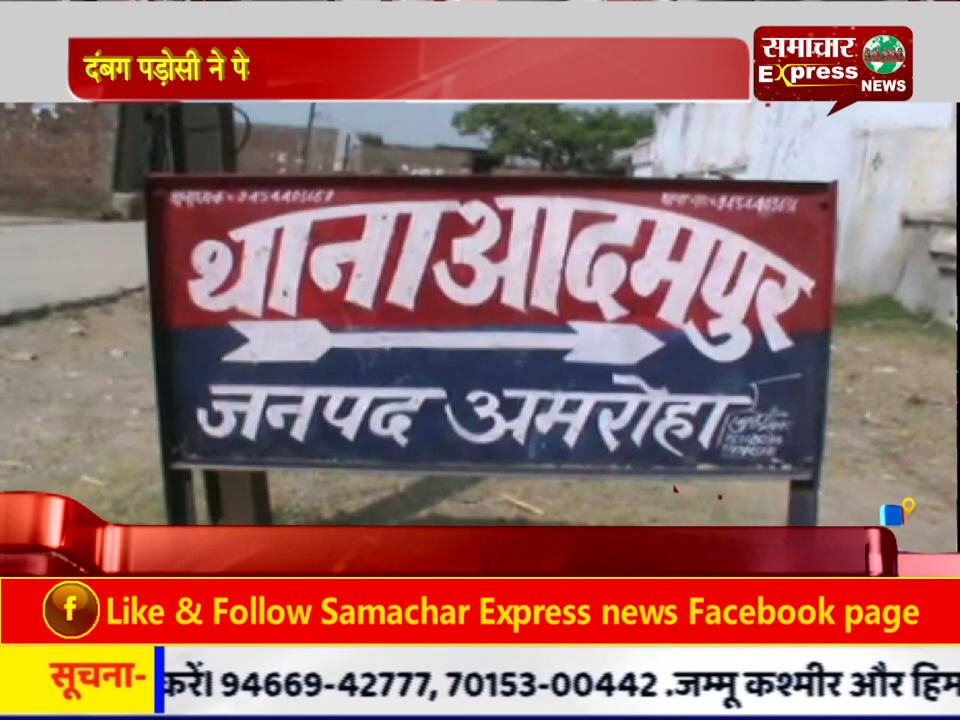 दंबग पड़ोसी ने पे
समाचार
Express
NEWS
थानाआदमपुर
जनपद अमरोहा
f Like & Follow Samachar Express news Facebook page
सूचना- करें। 94669-42777, 70153-00442 .जम्मू कश्मीर और हिम